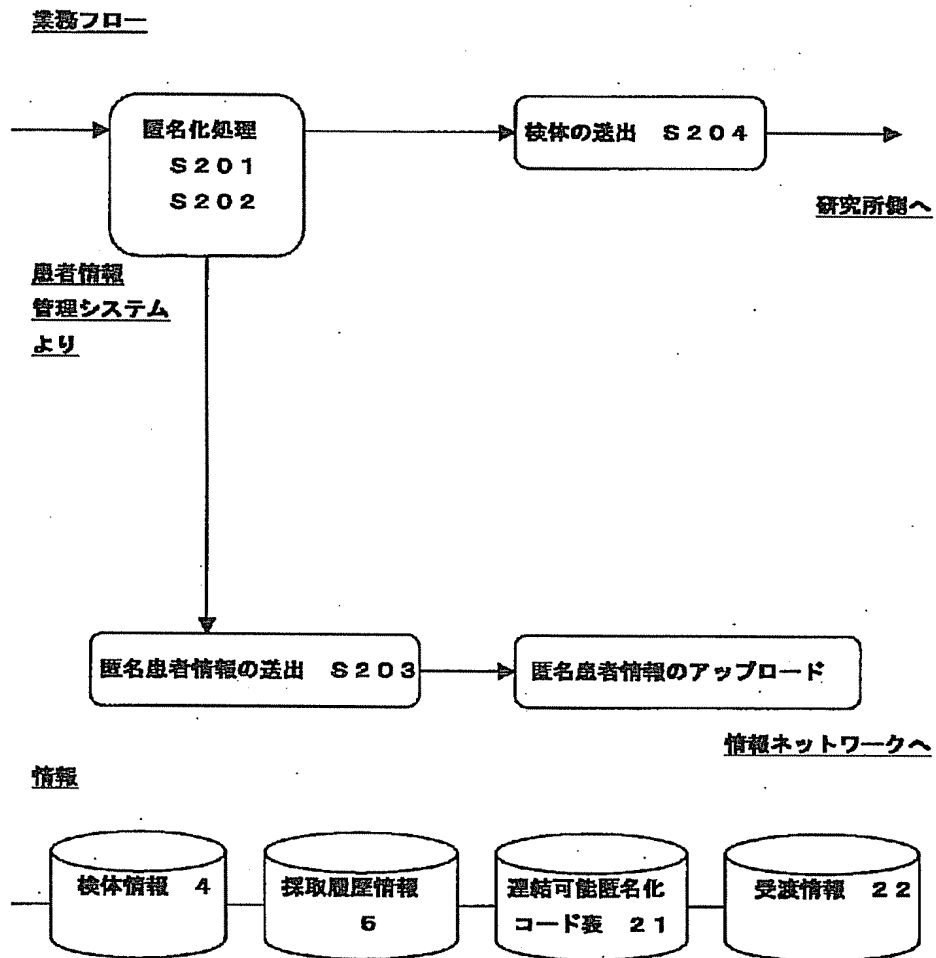 業務フロー
匿名化処理
S201
S202
検体の送出 S204
研究所側へ
患者情報
管理システム
より
匿名患者情報の送出 S203
匿名患者情報のアップロード
情報ネットワークへ
情報
検体情報 4
採取履歴情報
5
連結可能匿名化
コード表 21
受渡情報 22